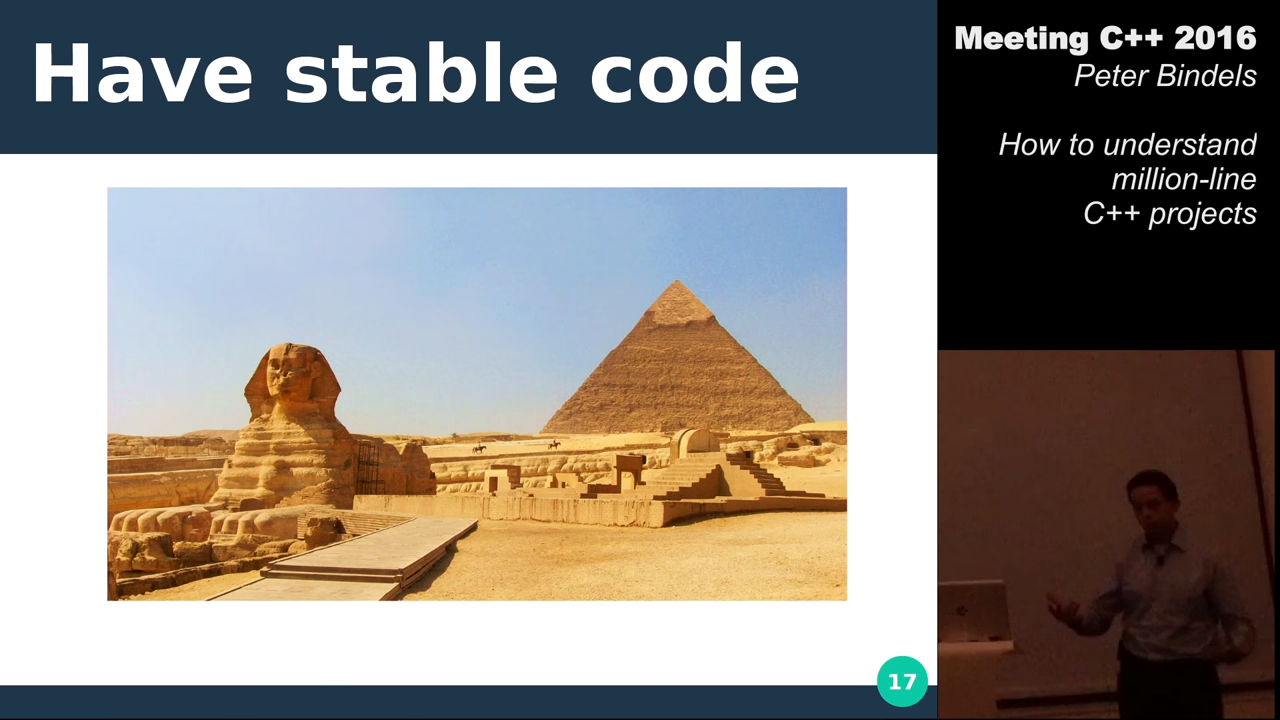 Have stable code
17
Meeting C++ 2016
Peter Bindels
How to understand
million-line
C++ projects